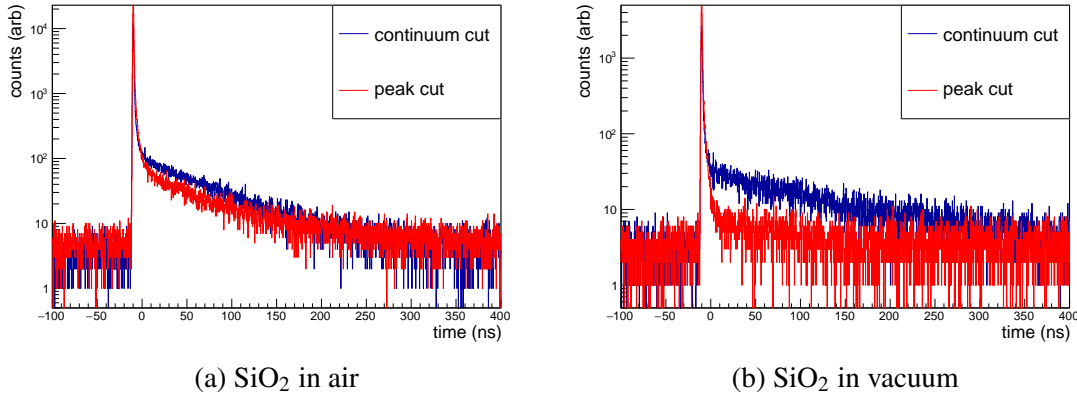 counts (arb)
10⁴
10³
10²
10
1
−100 −50 0 50 100 150 200 250 300 350 400
time (ns)
continuum cut
peak cut
(a) SiO₂ in air
counts (arb)
10³
10²
10
1
−100 −50 0 50 100 150 200 250 300 350 400
time (ns)
continuum cut
peak cut
(b) SiO₂ in vacuum